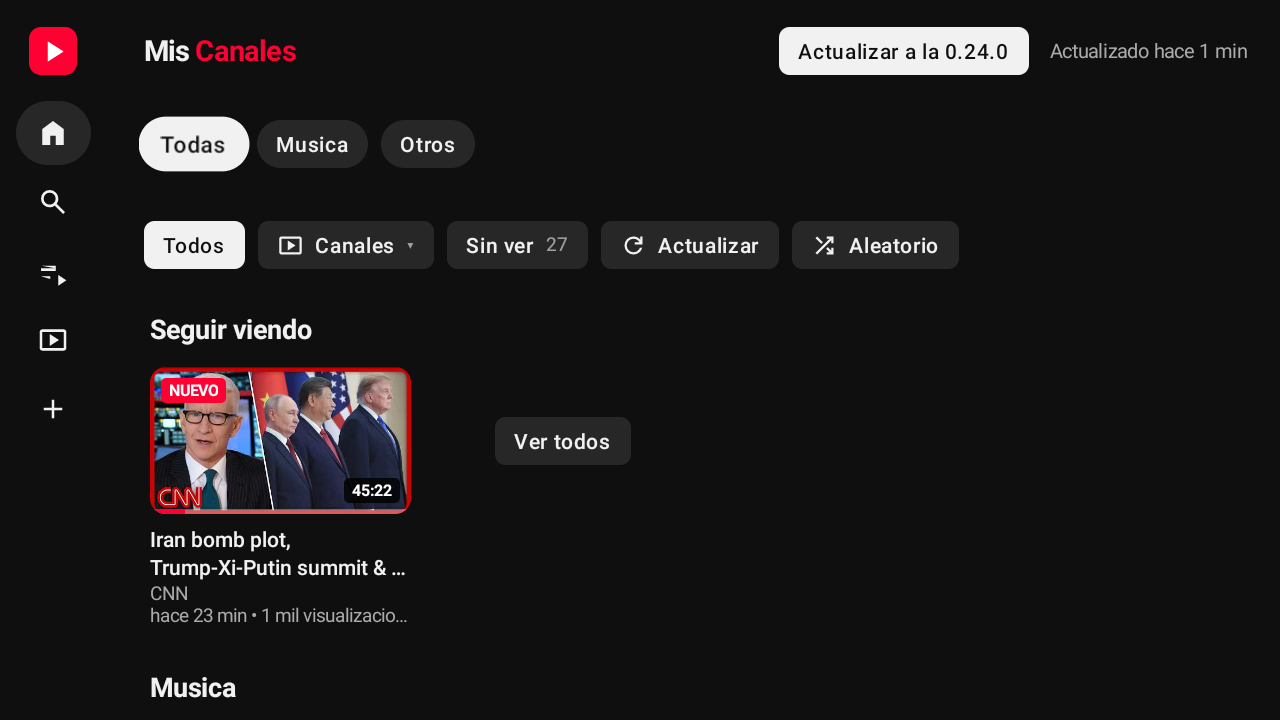 Mis Canales
Actualizar a la 0.24.0
Actualizado hace 1 min
Todas
Musica
Otros
Todos
Canales
Sin ver 27
Actualizar
Aleatorio
Seguir viendo
NUEVO
CNN
45:22
Ver todos
Iran bomb plot,
Trump-Xi-Putin summit & ...
CNN
hace 23 min • 1 mil visualizacio...
Musica